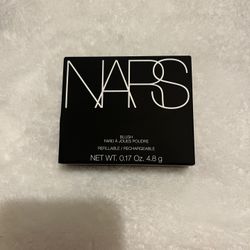 NARS
BLUSH
FARD À JOUES POUDRE
REFILLABLE / RECHARGEABLE
NET WT. 0.17 Oz. 4.8 g